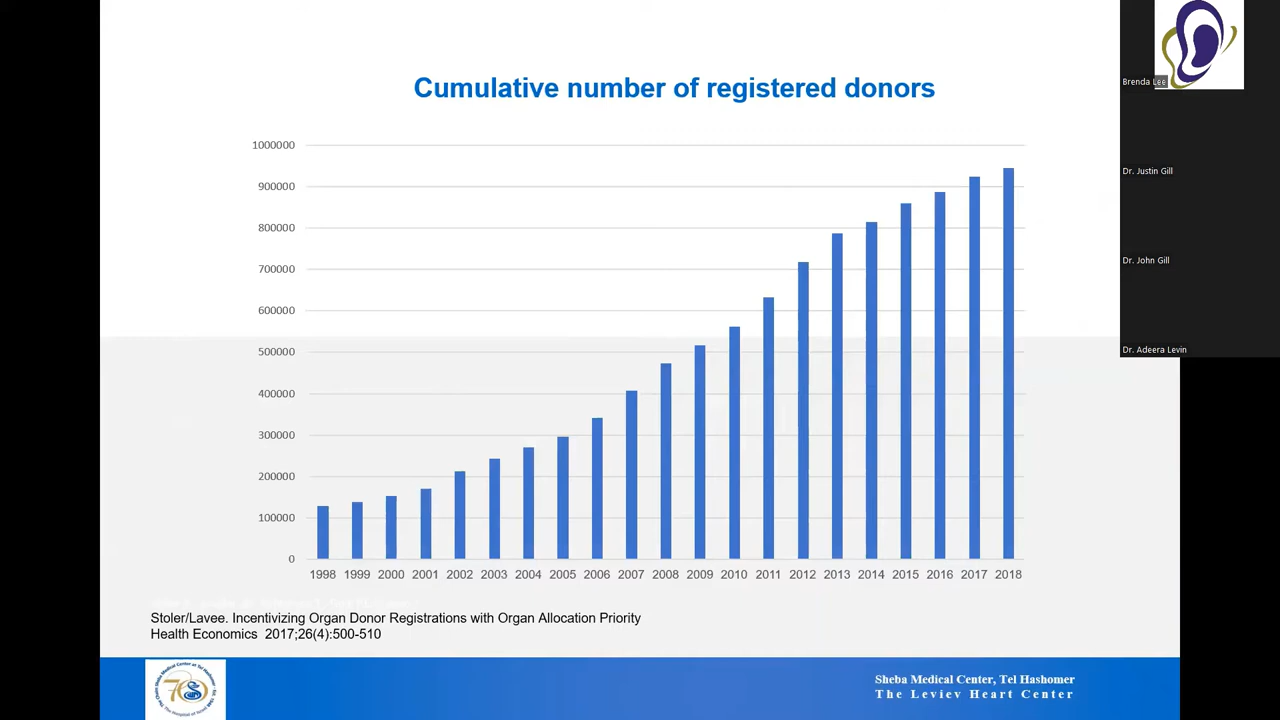 Cumulative number of registered donors
1000000
900000
800000
700000
600000
500000
400000
300000
200000
100000
0
1998 1999 2000 2001 2002 2003 2004 2005 2006 2007 2008 2009 2010 2011 2012 2013 2014 2015 2016 2017 2018
Stoler/Lavee. Incentivizing Organ Donor Registrations with Organ Allocation Priority
Health Economics 2017;26(4):500-510
Sheba Medical Center, Tel Hashomer
The Leviev Heart Center
Brenda Lee
Dr. Justin Gill
Dr. John Gill
Dr. Adeera Levin